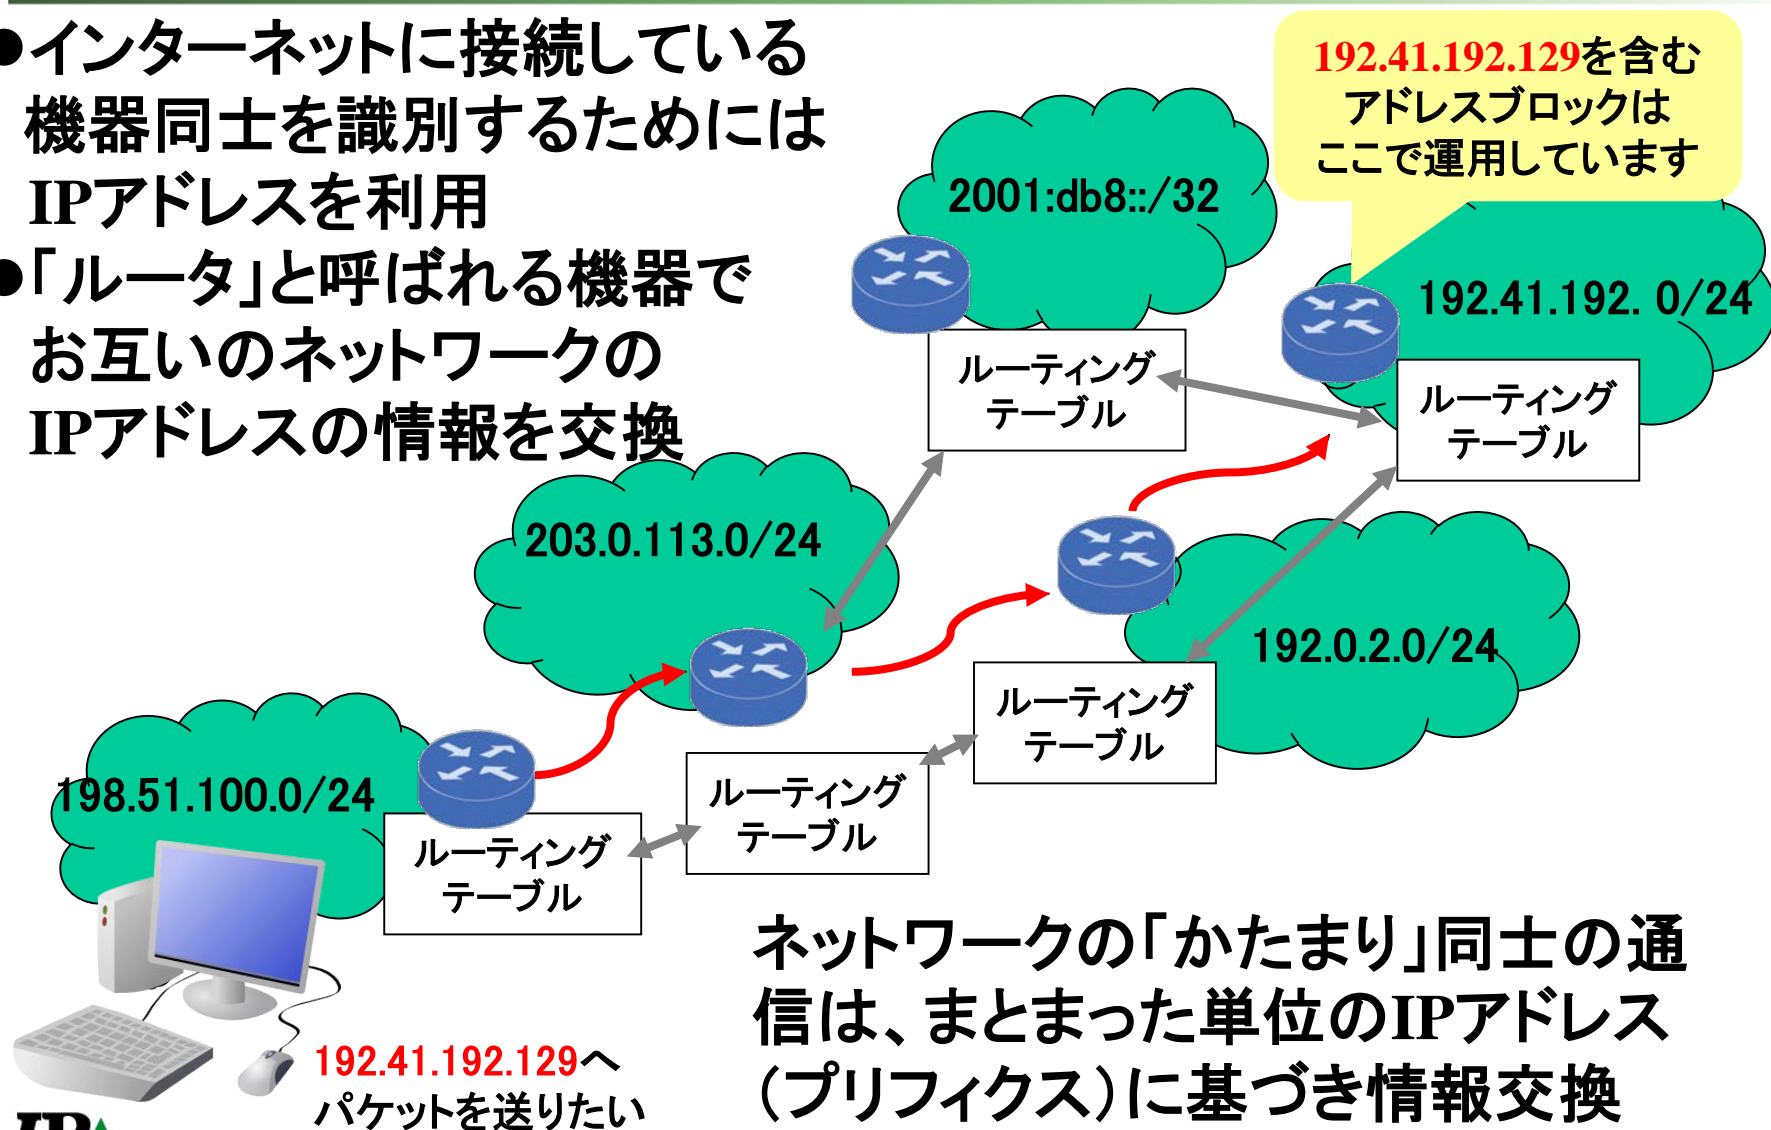 ●インターネットに接続している
機器同士を識別するためには
IPアドレスを利用
●「ルータ」と呼ばれる機器で
お互いのネットワークの
IPアドレスの情報を交換
192.41.192.129を含む
アドレスブロックは
ここで運用しています
2001:db8::/32
192.41.192. 0/24
ルーティング
テーブル
ルーティング
テーブル
203.0.113.0/24
192.0.2.0/24
ルーティング
テーブル
198.51.100.0/24
ルーティング
テーブル
ルーティング
テーブル
192.41.192.129へ
パケットを送りたい
ネットワークの「かたまり」同士の通
信は、まとまった単位のIPアドレス
（プリフィクス）に基づき情報交換